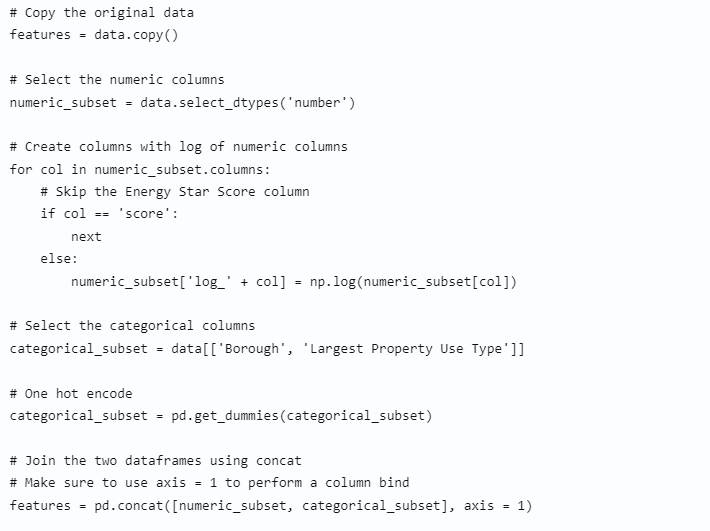 # Copy the original data
features = data.copy()
# Select the numeric columns
numeric_subset = data.select_dtypes('number')
# Create columns with log of numeric columns
for col in numeric_subset.columns:
    # Skip the Energy Star Score column
    if col == 'score':
        next
    else:
        numeric_subset['log_' + col] = np.log(numeric_subset[col])
# Select the categorical columns
categorical_subset = data[['Borough', 'Largest Property Use Type']]
# One hot encode
categorical_subset = pd.get_dummies(categorical_subset)
# Join the two dataframes using concat
# Make sure to use axis = 1 to perform a column bind
features = pd.concat([numeric_subset, categorical_subset], axis = 1)